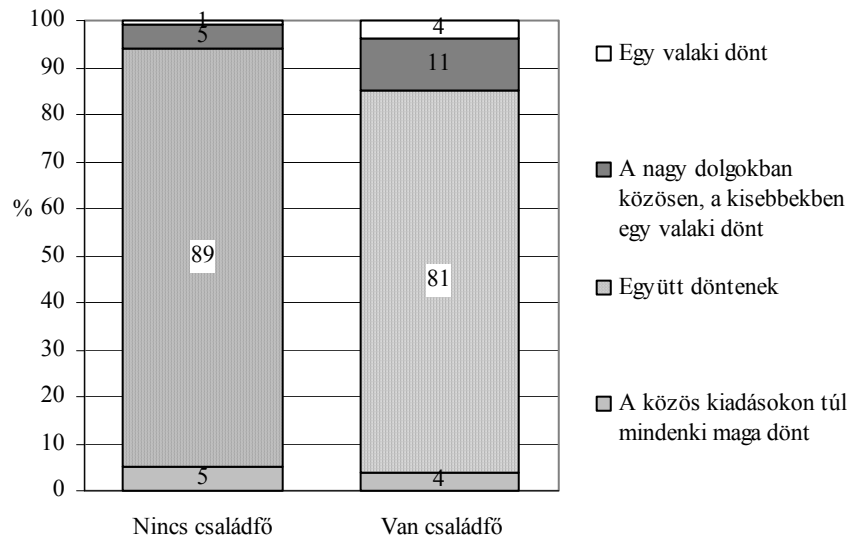 100
90
80
70
60
50
40
30
20
10
0
%
1
5
89
5
4
11
81
4
Nincs családfő
Van családfő
Egy valaki dönt
A nagy dolgokban
közösen, a kisebbekben
egy valaki dönt
Együtt döntenek
A közös kiadásokon túl
mindenki maga dönt